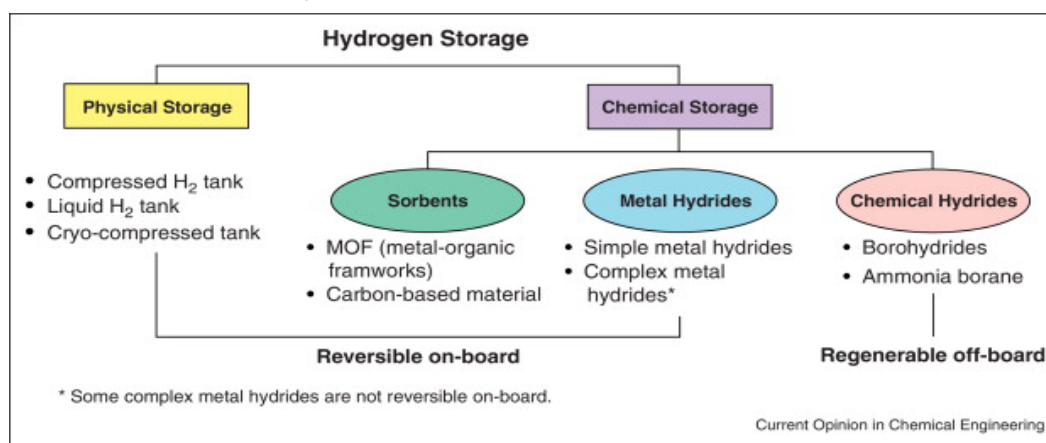 Hydrogen Storage
Physical Storage
Chemical Storage
• Compressed H₂ tank
• Liquid H₂ tank
• Cryo-compressed tank
Sorbents
• MOF (metal-organic
framworks)
• Carbon-based material
Metal Hydrides
• Simple metal hydrides
• Complex metal
hydrides*
Chemical Hydrides
• Borohydrides
• Ammonia borane
Reversible on-board
Regenerable off-board
* Some complex metal hydrides are not reversible on-board.
Current Opinion in Chemical Engineering